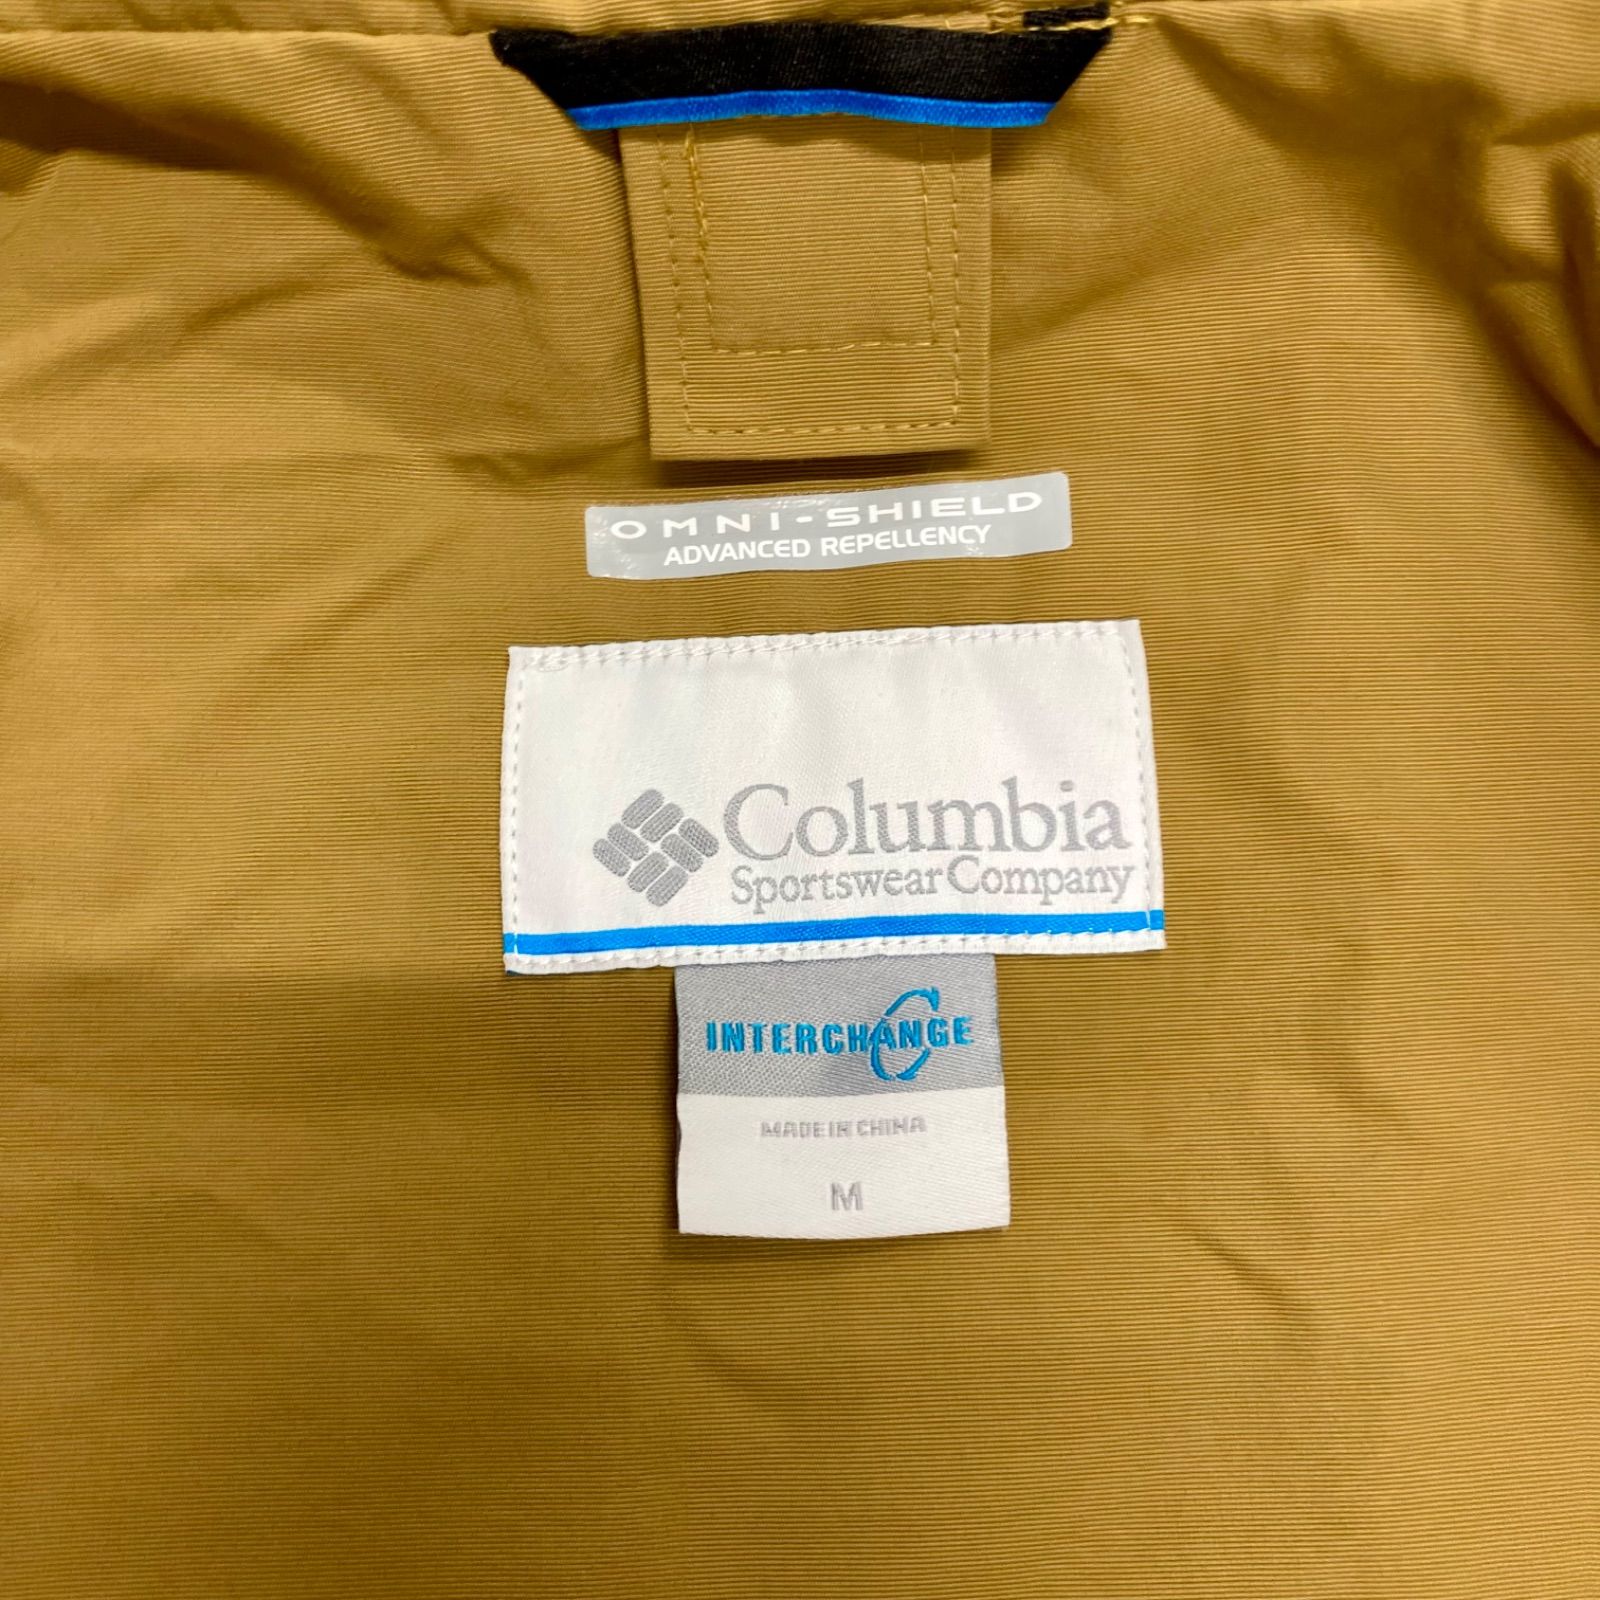 OMNI-SHIELD
ADVANCED REPELLENCY
Columbia
Sportswear Company
INTERCHANGE
MADE IN CHINA
M